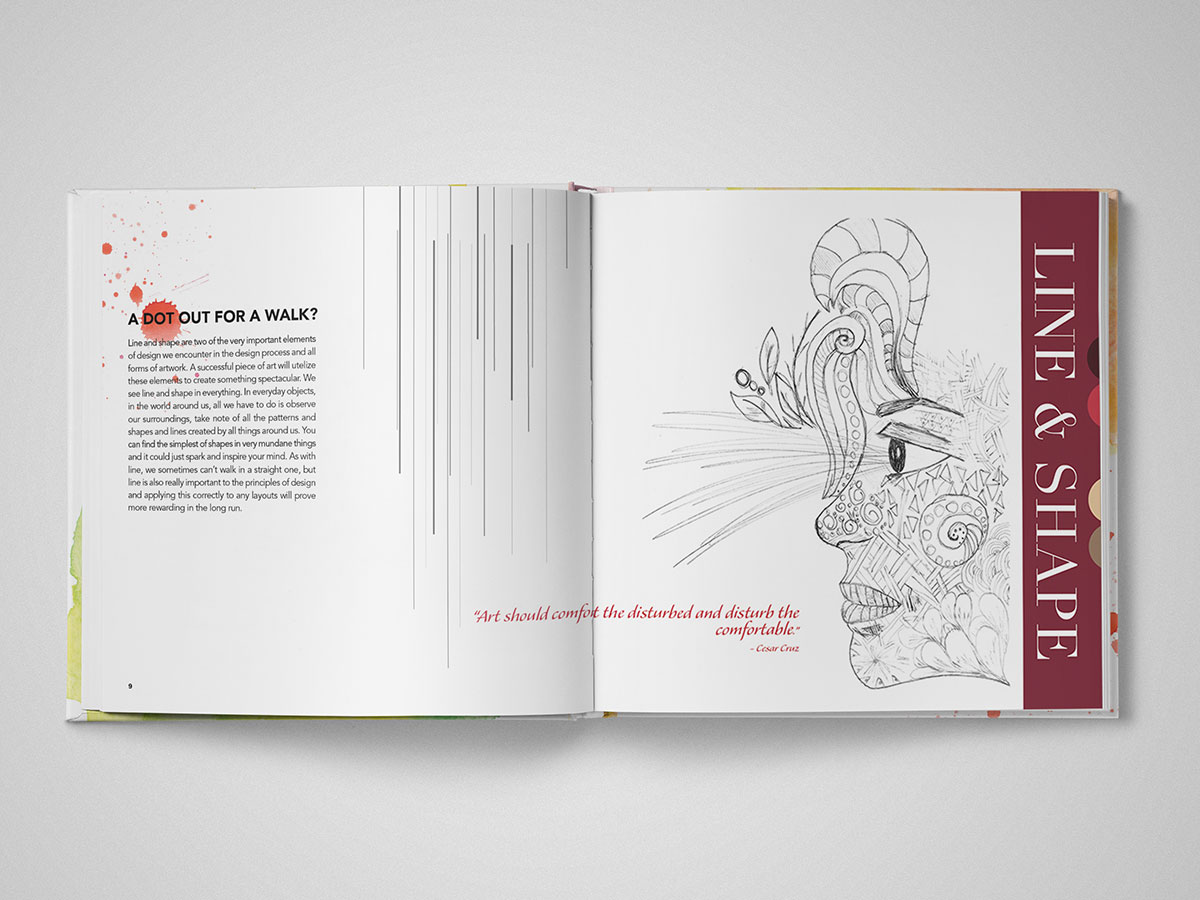 A DOT OUT FOR A WALK?
Line and shape are two of the very important elements
of design we encounter in the design process and all
forms of artwork. A successful piece of art will utelize
these elements to create something spectacular. We
see line and shape in everything. In everyday objects,
in the world around us, all we have to do is observe
our surroundings, take note of all the patterns and
shapes and lines created by all things around us. You
can find the simplest of shapes in very mundane things
and it could just spark and inspire your mind. As with
line, we sometimes can't walk in a straight one, but
line is also really important to the principles of design
and applying this correctly to any layouts will prove
more rewarding in the long run.
9
"Art should comfort the disturbed and disturb the
comfortable."
- Cesar Cruz
LINE & SHAPE